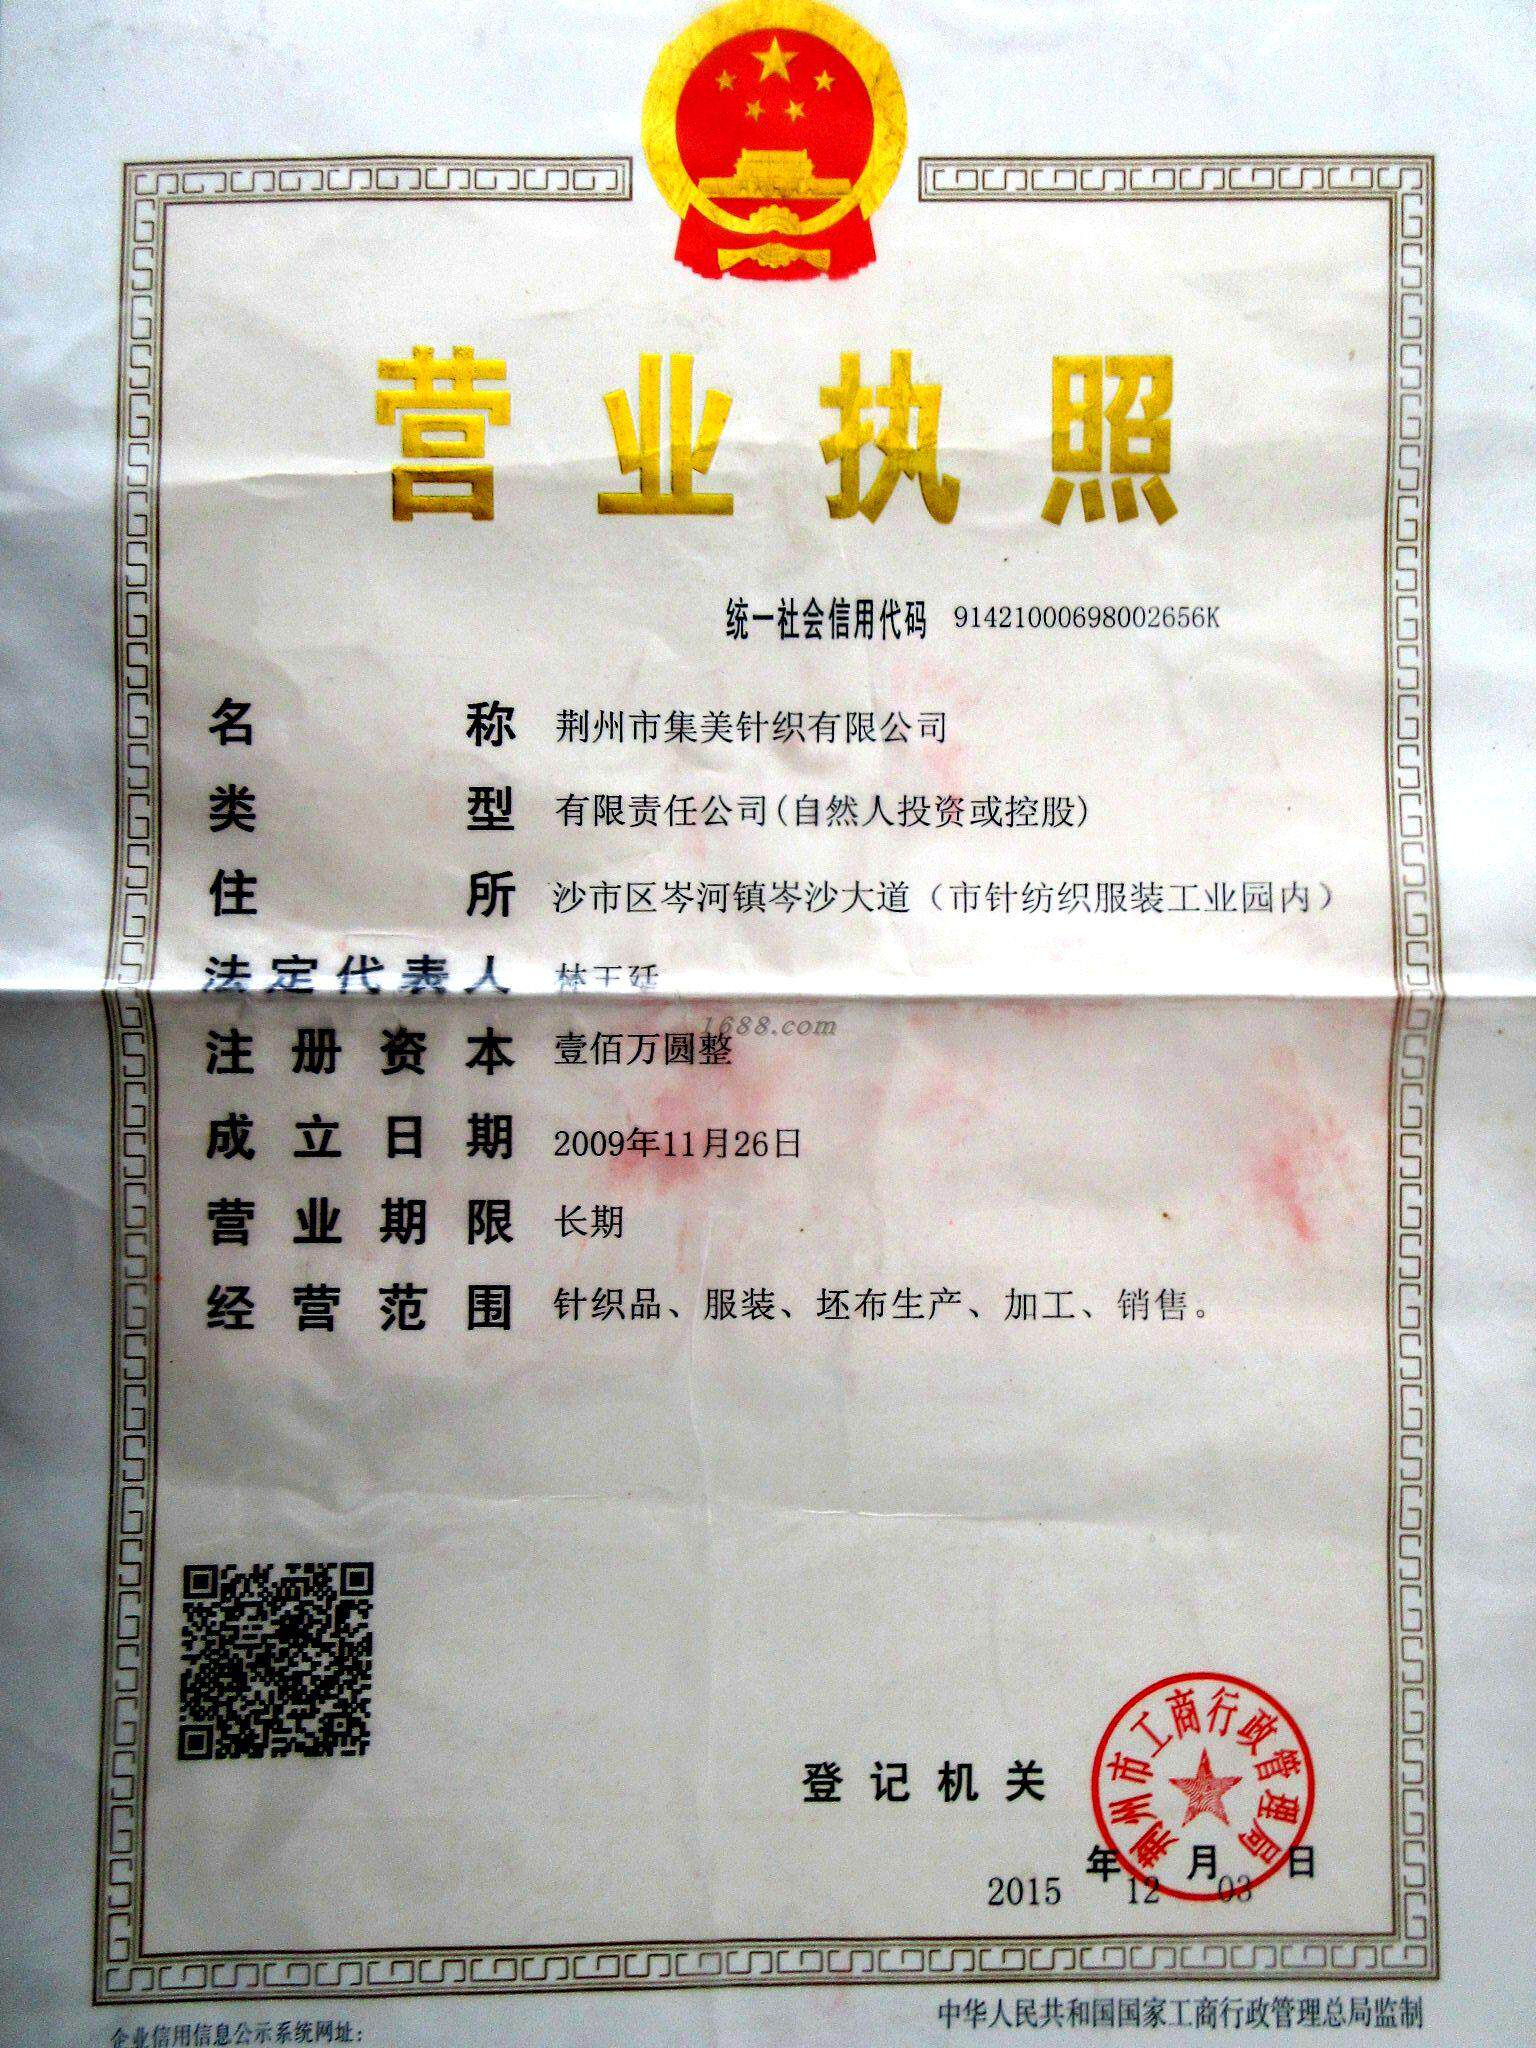 营业执照
统一社会信用代码 91421000698002656K
名称 荆州市集美针织有限公司
类型 有限责任公司(自然人投资或控股)
住所 沙市区岑河镇岑沙大道（市针纺织服装工业园内）
法定代表人
1688.com
注册资本 壹佰万圆整
成立日期 2009年11月26日
营业期限 长期
经营范围 针织品、服装、坯布生产、加工、销售。
登记机关
荆州市工商行政管理局
2015年12月03日
中华人民共和国国家工商行政管理总局监制
企业信用信息公示系统网址: